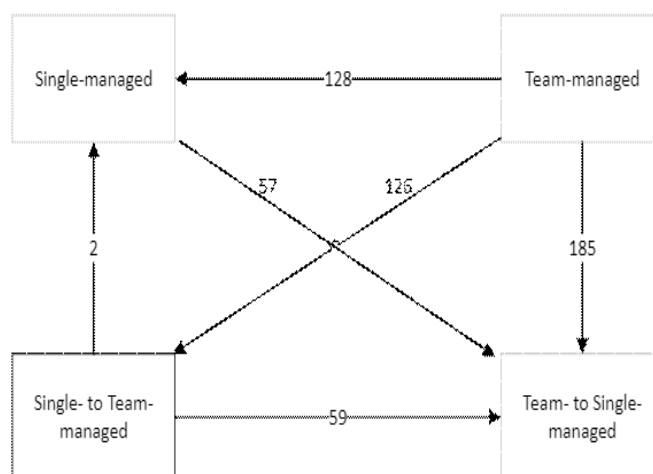 Single-managed
128
Team-managed
57
126
2
185
Single- to Team-
managed
59
Team- to Single-
managed